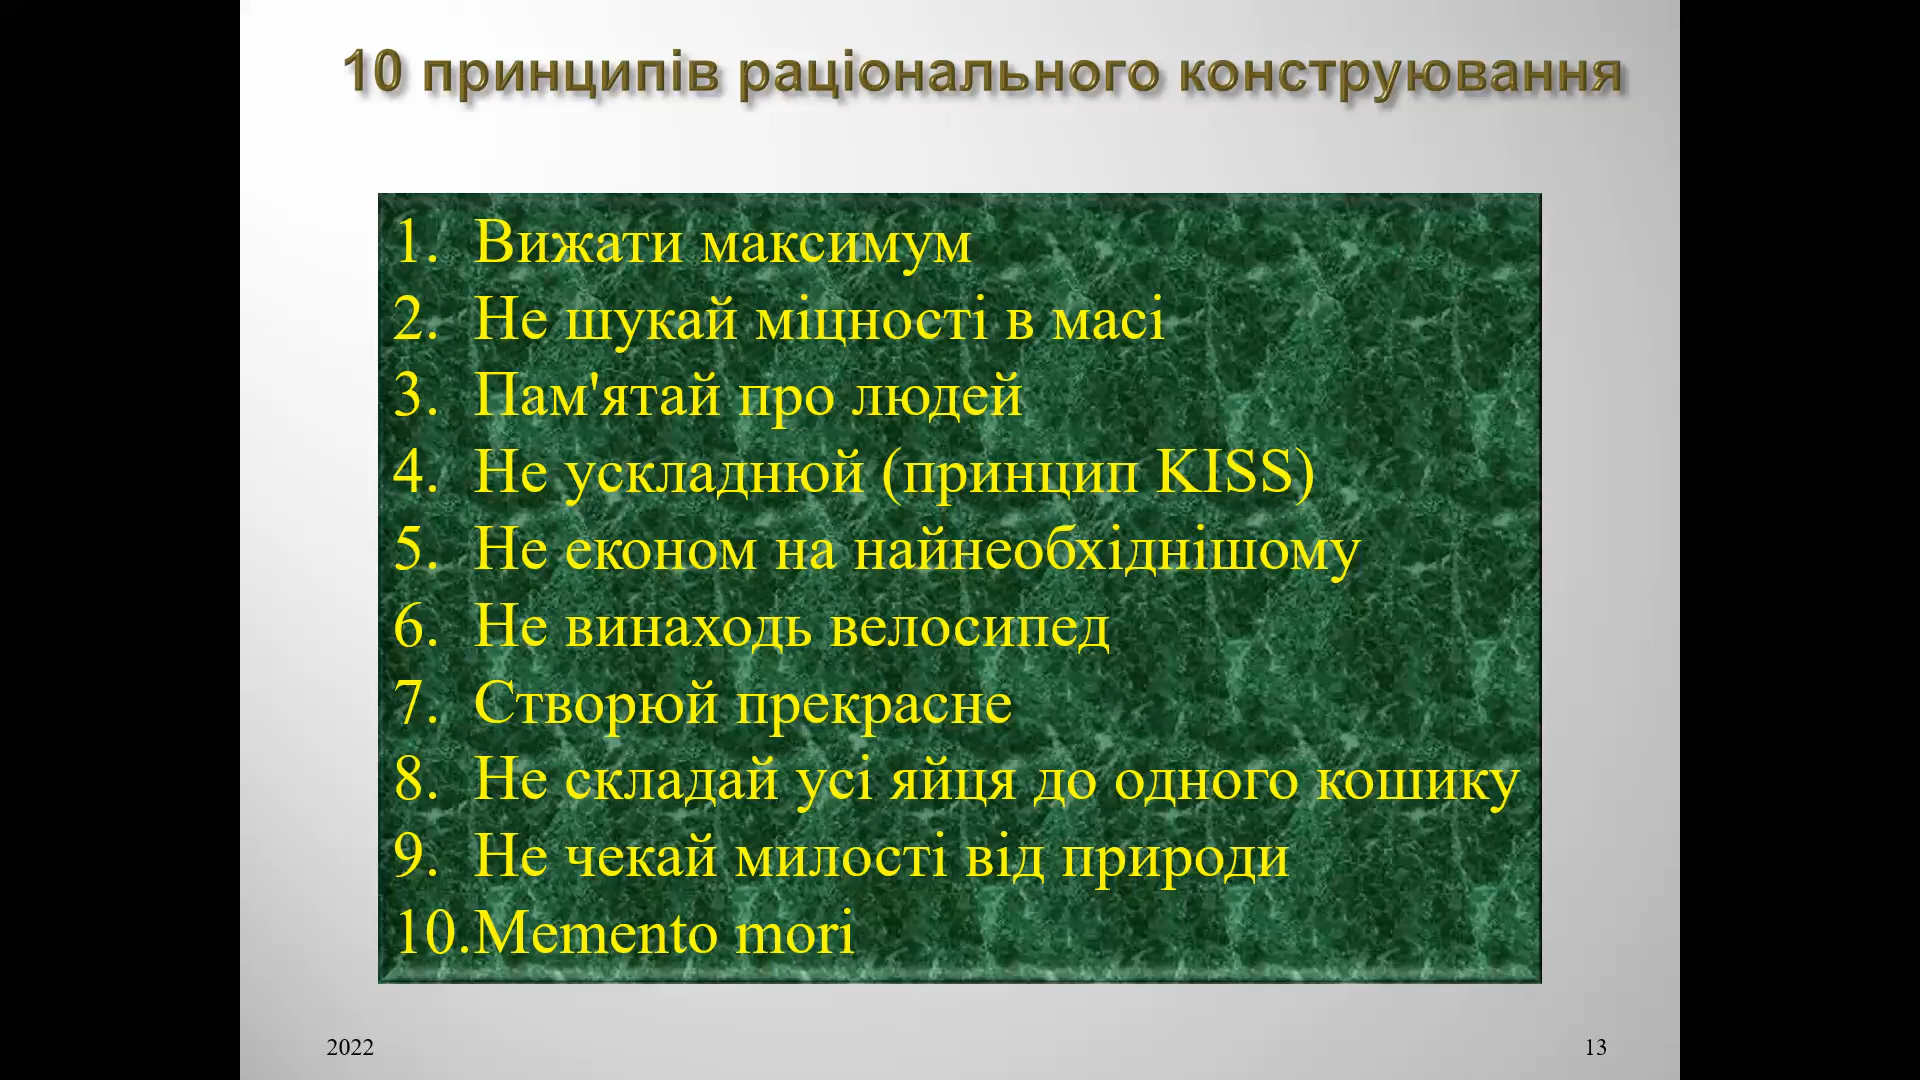 10 принципів раціонального конструювання
1. Вижати максимум
2. Не шукай міцності в масі
3. Пам'ятай про людей
4. Не ускладнюй (принцип KISS)
5. Не економ на найнеобхіднішому
6. Не винаходь велосипед
7. Створюй прекрасне
8. Не складай усі яйця до одного кошику
9. Не чекай милості від природи
10. Memento mori
2022
13